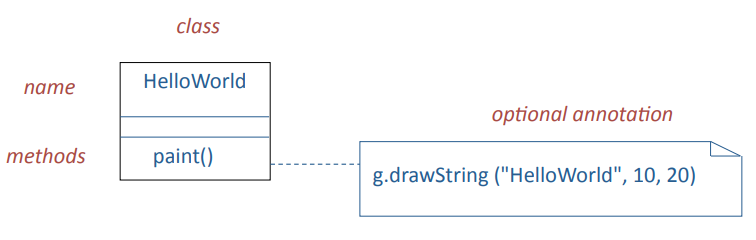 class
name
HelloWorld
optional annotation
methods
paint()
g.drawString ("HelloWorld", 10, 20)